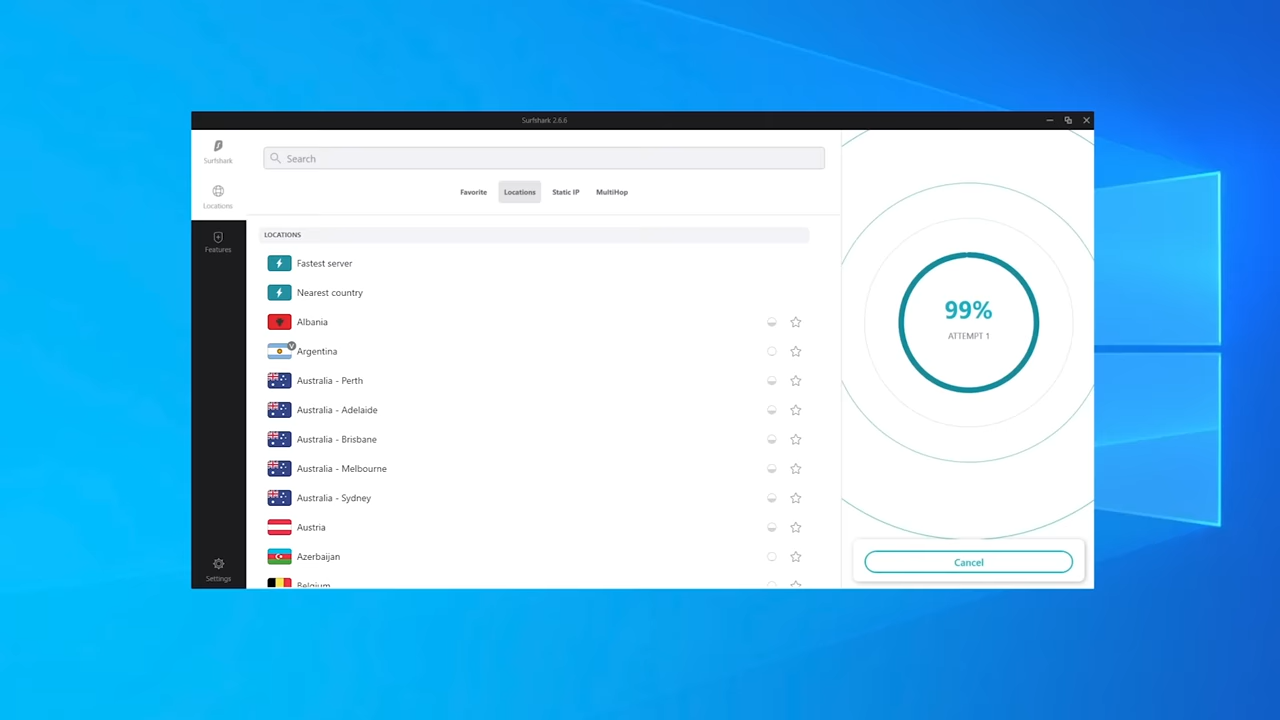 Surfshark 2.6.6
Surfshark
Locations
Features
Settings
Search
Favorite
Locations
Static IP
MultiHop
LOCATIONS
Fastest server
Nearest country
Albania
V
Argentina
Australia - Perth
Australia - Adelaide
Australia - Brisbane
Australia - Melbourne
Australia - Sydney
Austria
Azerbaijan
Belgium
99%
ATTEMPT 1
Cancel